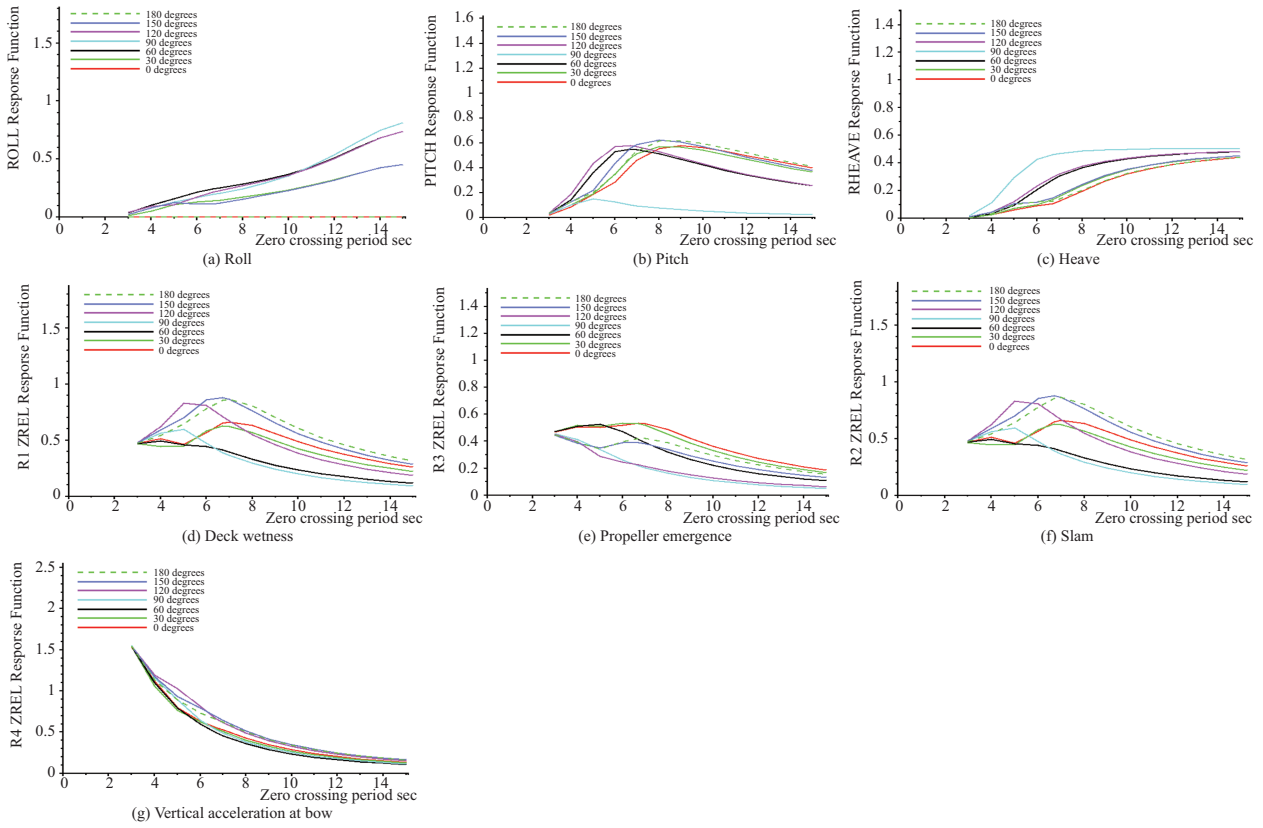 ROLL Response Function
1.5
1
0.5
0
180 degrees
150 degrees
120 degrees
90 degrees
60 degrees
30 degrees
0 degrees
0 2 4 6 8 10 12 14
Zero crossing period sec
(a) Roll
PITCH Response Function
1.6
1.4
1.2
1
0.8
0.6
0.4
0.2
0
180 degrees
150 degrees
120 degrees
90 degrees
60 degrees
30 degrees
0 degrees
0 2 4 6 8 10 12 14
Zero crossing period sec
(b) Pitch
RHEAVE Response Function
1.4
1.2
1
0.8
0.6
0.4
0.2
0
180 degrees
150 degrees
120 degrees
90 degrees
60 degrees
30 degrees
0 degrees
0 2 4 6 8 10 12 14
Zero crossing period sec
(c) Heave
R1 ZREL Response Function
1.5
1
0.5
0
180 degrees
150 degrees
120 degrees
90 degrees
60 degrees
30 degrees
0 degrees
0 2 4 6 8 10 12 14
Zero crossing period sec
(d) Deck wetness
R3 ZREL Response Function
1.4
1.2
1
0.8
0.6
0.4
0.2
0
180 degrees
150 degrees
120 degrees
90 degrees
60 degrees
30 degrees
0 degrees
0 2 4 6 8 10 12 14
Zero crossing period sec
(e) Propeller emergence
R2 ZREL Response Function
1.5
1
0.5
0
180 degrees
150 degrees
120 degrees
90 degrees
60 degrees
30 degrees
0 degrees
0 2 4 6 8 10 12 14
Zero crossing period sec
(f) Slam
R4 ZREL Response Function
2.5
2
1.5
1
0.5
0
180 degrees
150 degrees
120 degrees
90 degrees
60 degrees
30 degrees
0 degrees
0 2 4 6 8 10 12 14
Zero crossing period sec
(g) Vertical acceleration at bow